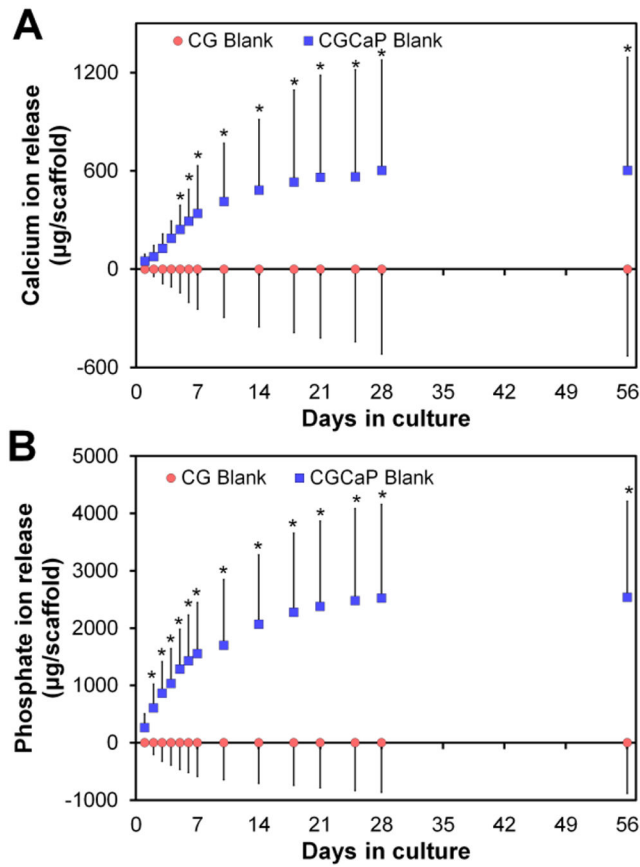 A
CG Blank
CGCaP Blank
Calcium ion release
(µg/scaffold)
1200
600
0
-600
* * * * * * * * * *
0 7 14 21 28 35 42 49 56
Days in culture
B
CG Blank
CGCaP Blank
Phosphate ion release
(µg/scaffold)
5000
4000
3000
2000
1000
0
-1000
* * * * * * * * * * * * *
0 7 14 21 28 35 42 49 56
Days in culture